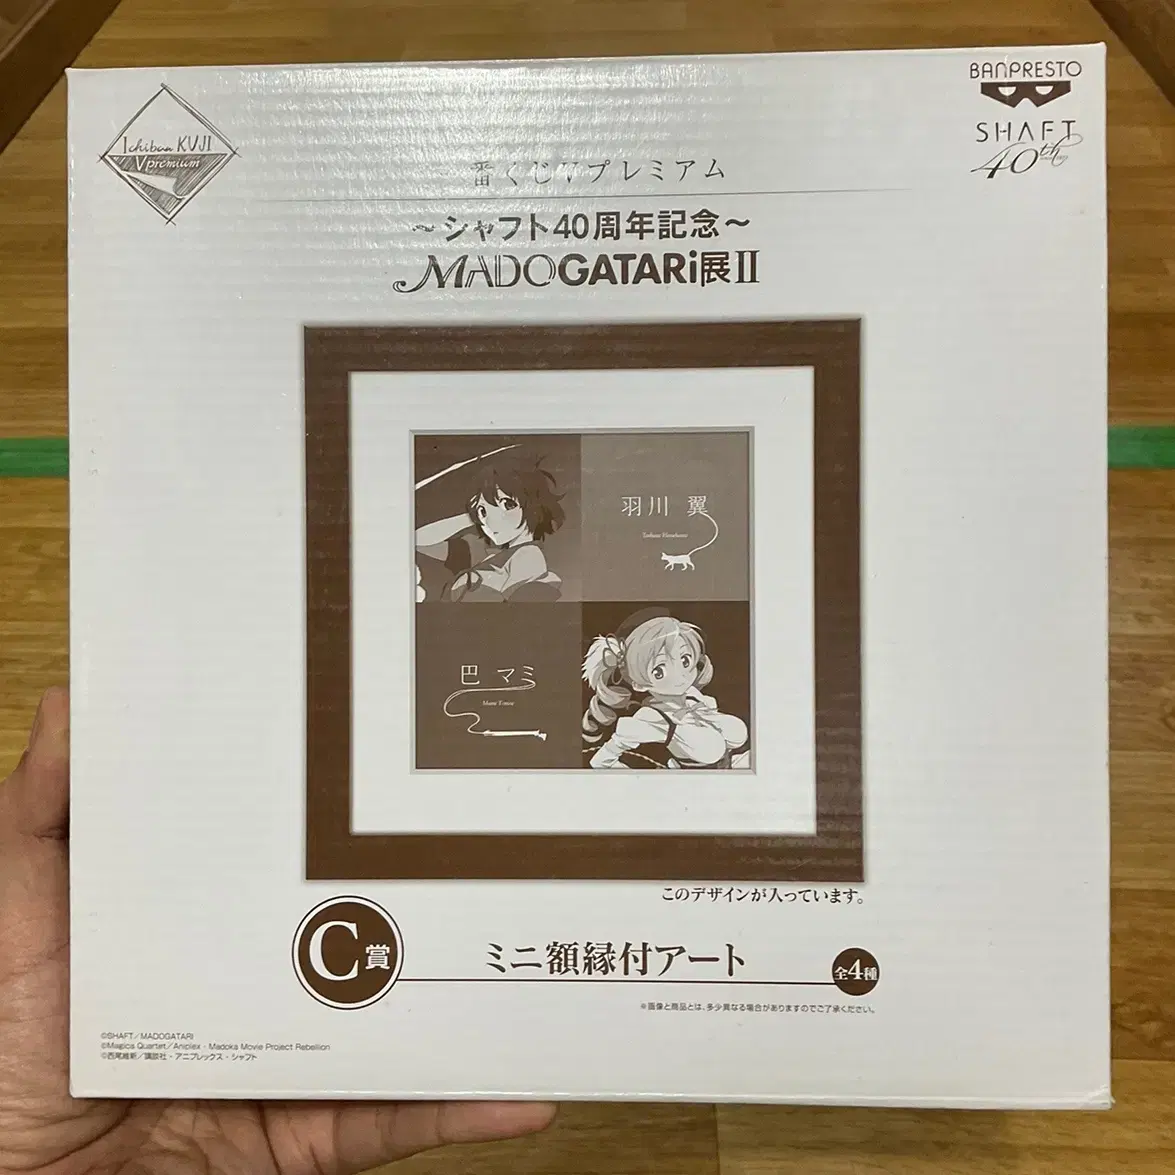 Ichiban KUJI
Vpremium
BANPRESTO
SHAFT
40th
番くじVプレミアム
～シャフト40周年記念～
MADOGATARi展II
羽川 翼
Tsubasa Hanekawa
巴 マミ
Mami Tomoe
このデザインが入っています。
C賞
ミニ額縁付アート
全4種
※画像と商品とは、多少異なる場合がありますのでご了承ください。
©SHAFT／MADOGATARI
©Magica Quartet／Aniplex・Madoka Movie Project Rebellion
©西尾維新／講談社・アニプレックス・シャフト